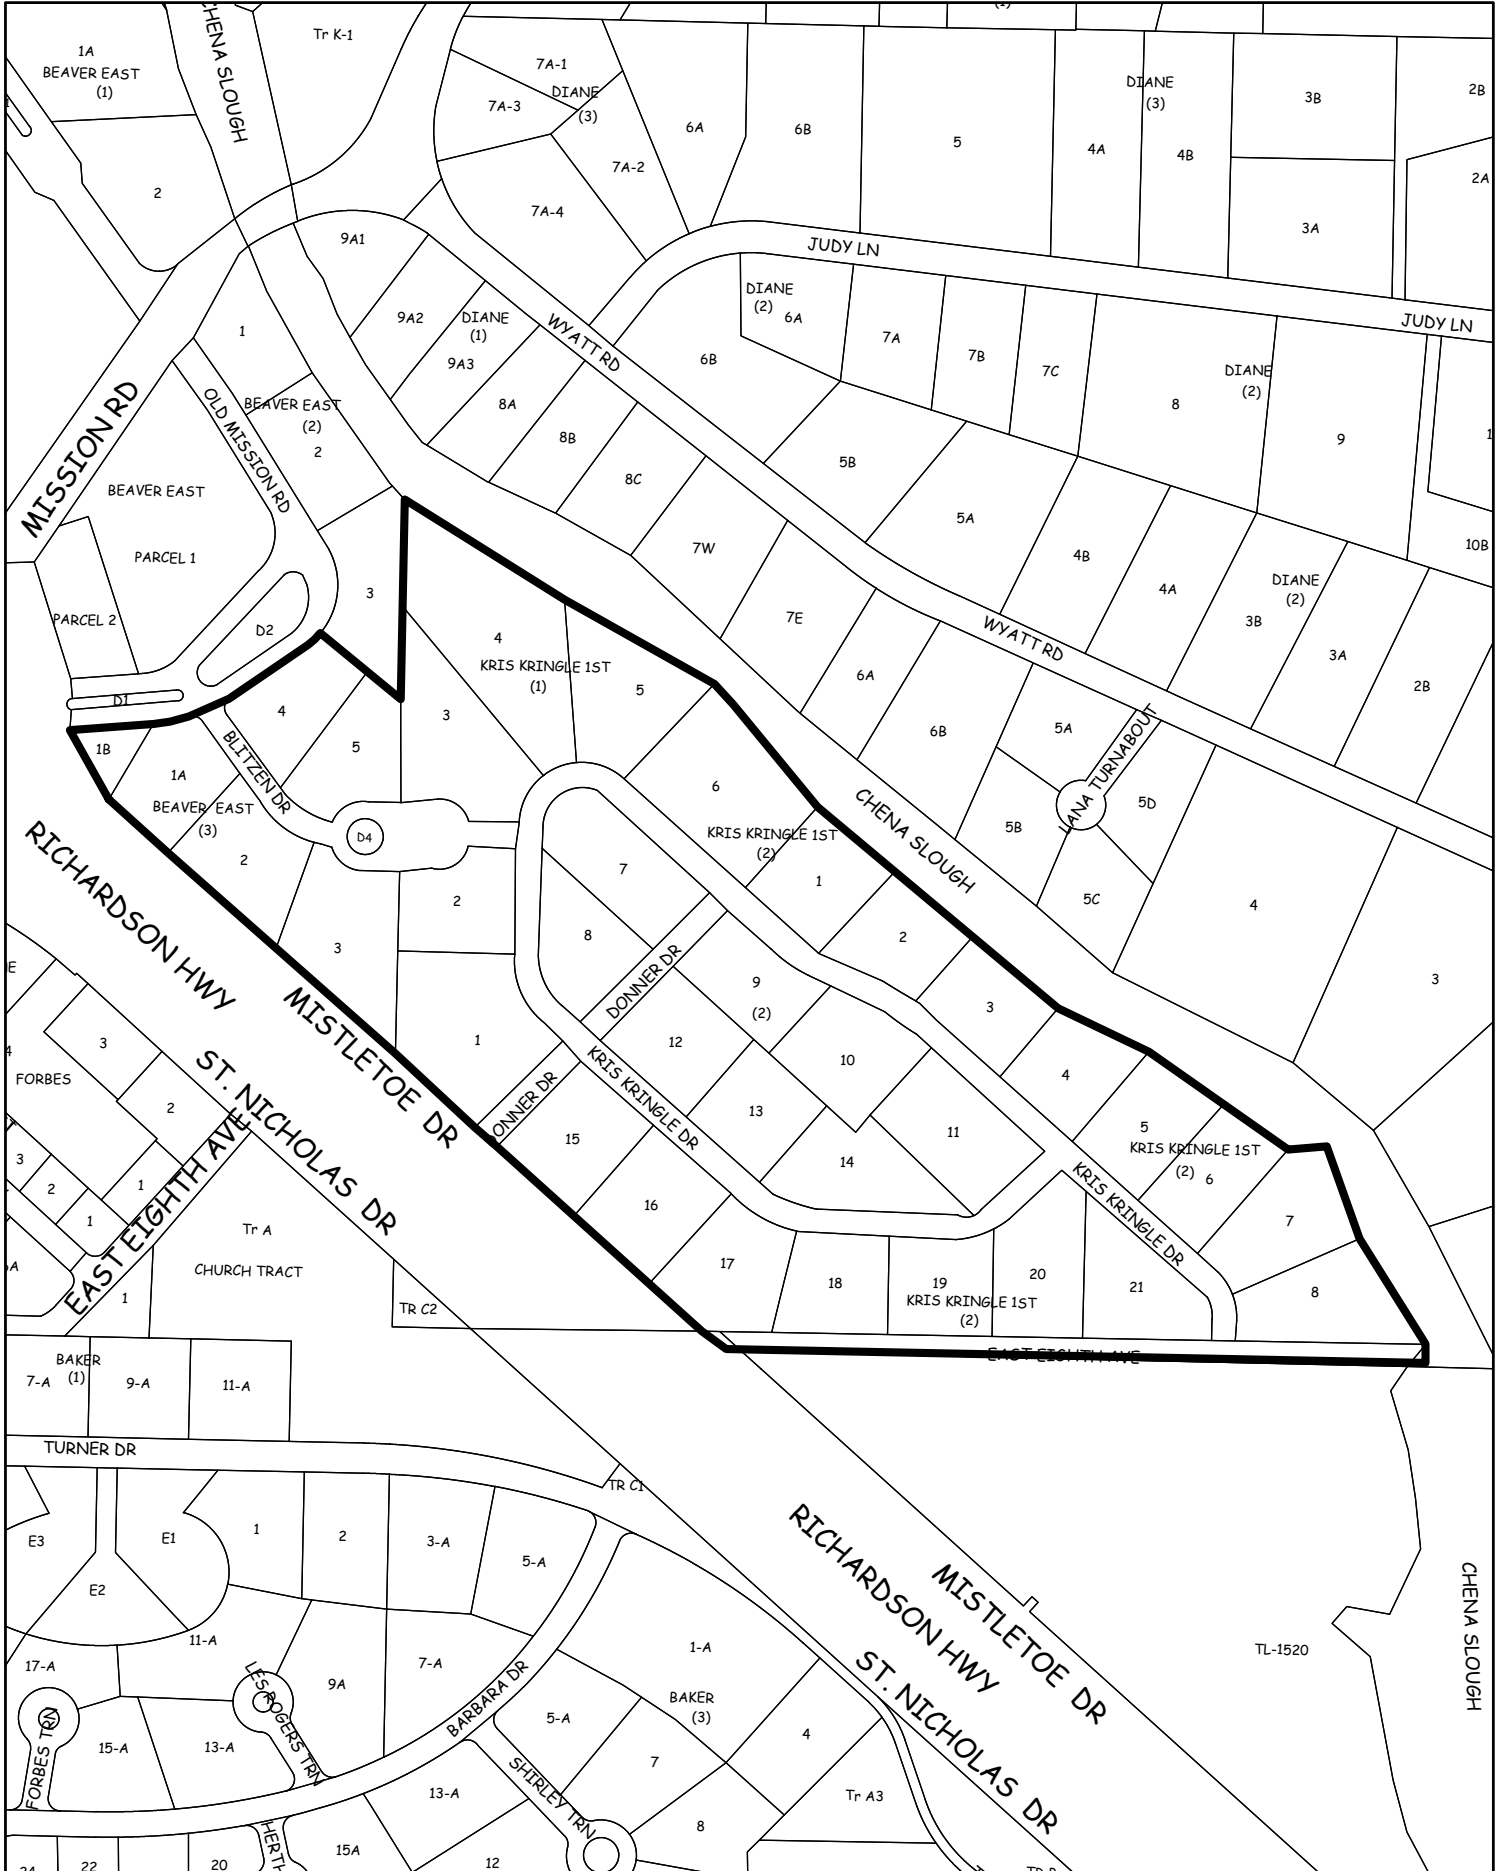 (1)
1A
BEAVER EAST
(1)
CHENA SLOUGH
Tr K-1
7A-1
7A-3
DIANE
(3)
7A-2
7A-4
6A
6B
5
4A
DIANE
(3)
4B
3B
3A
2B
2A
2
9A1
JUDY LN
JUDY LN
9A2
DIANE
(1)
9A3
8A
8B
8C
WYATT RD
DIANE
(2)
6A
6B
7A
7B
7C
8
DIANE
(2)
9
1
1
BEAVER EAST
(2)
2
OLD MISSION RD
MISSION RD
BEAVER EAST
PARCEL 1
PARCEL 2
5B
5A
4B
4A
DIANE
(2)
3B
3A
2B
10B
7W
7E
6A
6B
WYATT RD
5A
5B
5C
5D
LANA TURNABOUT
4
3
3
D2
D1
4
KRIS KRINGLE 1ST
(1)
5
3
4
5
1B
1A
BEAVER EAST
(3)
BLITZEN DR
D4
2
3
2
1
6
KRIS KRINGLE 1ST
(2)
7
8
1
2
3
4
5
KRIS KRINGLE 1ST
(2)
6
7
8
CHENA SLOUGH
DONNER DR
DONNER DR
9
(2)
10
11
12
13
14
15
16
17
18
19
KRIS KRINGLE 1ST
(2)
20
21
KRIS KRINGLE DR
KRIS KRINGLE DR
EAST EIGHTH AVE
RICHARDSON HWY
MISTLETOE DR
ST. NICHOLAS DR
EAST EIGHTH AVE
E
4
FORBES
3
2
1
3
2
1
Tr A
CHURCH TRACT
1
TR C2
BAKER
(1)
7-A
9-A
11-A
TURNER DR
TR C1
E3
E1
E2
1
2
3-A
5-A
11-A
17-A
7-A
9A
15-A
13-A
LES ROGERS TRN
FORBES TRN
BARBARA DR
1-A
BAKER
(3)
5-A
7
4
8
SHIRLEY TRN
13-A
12
15A
22
20
Tr A3
RICHARDSON HWY
MISTLETOE DR
ST. NICHOLAS DR
TL-1520
CHENA SLOUGH